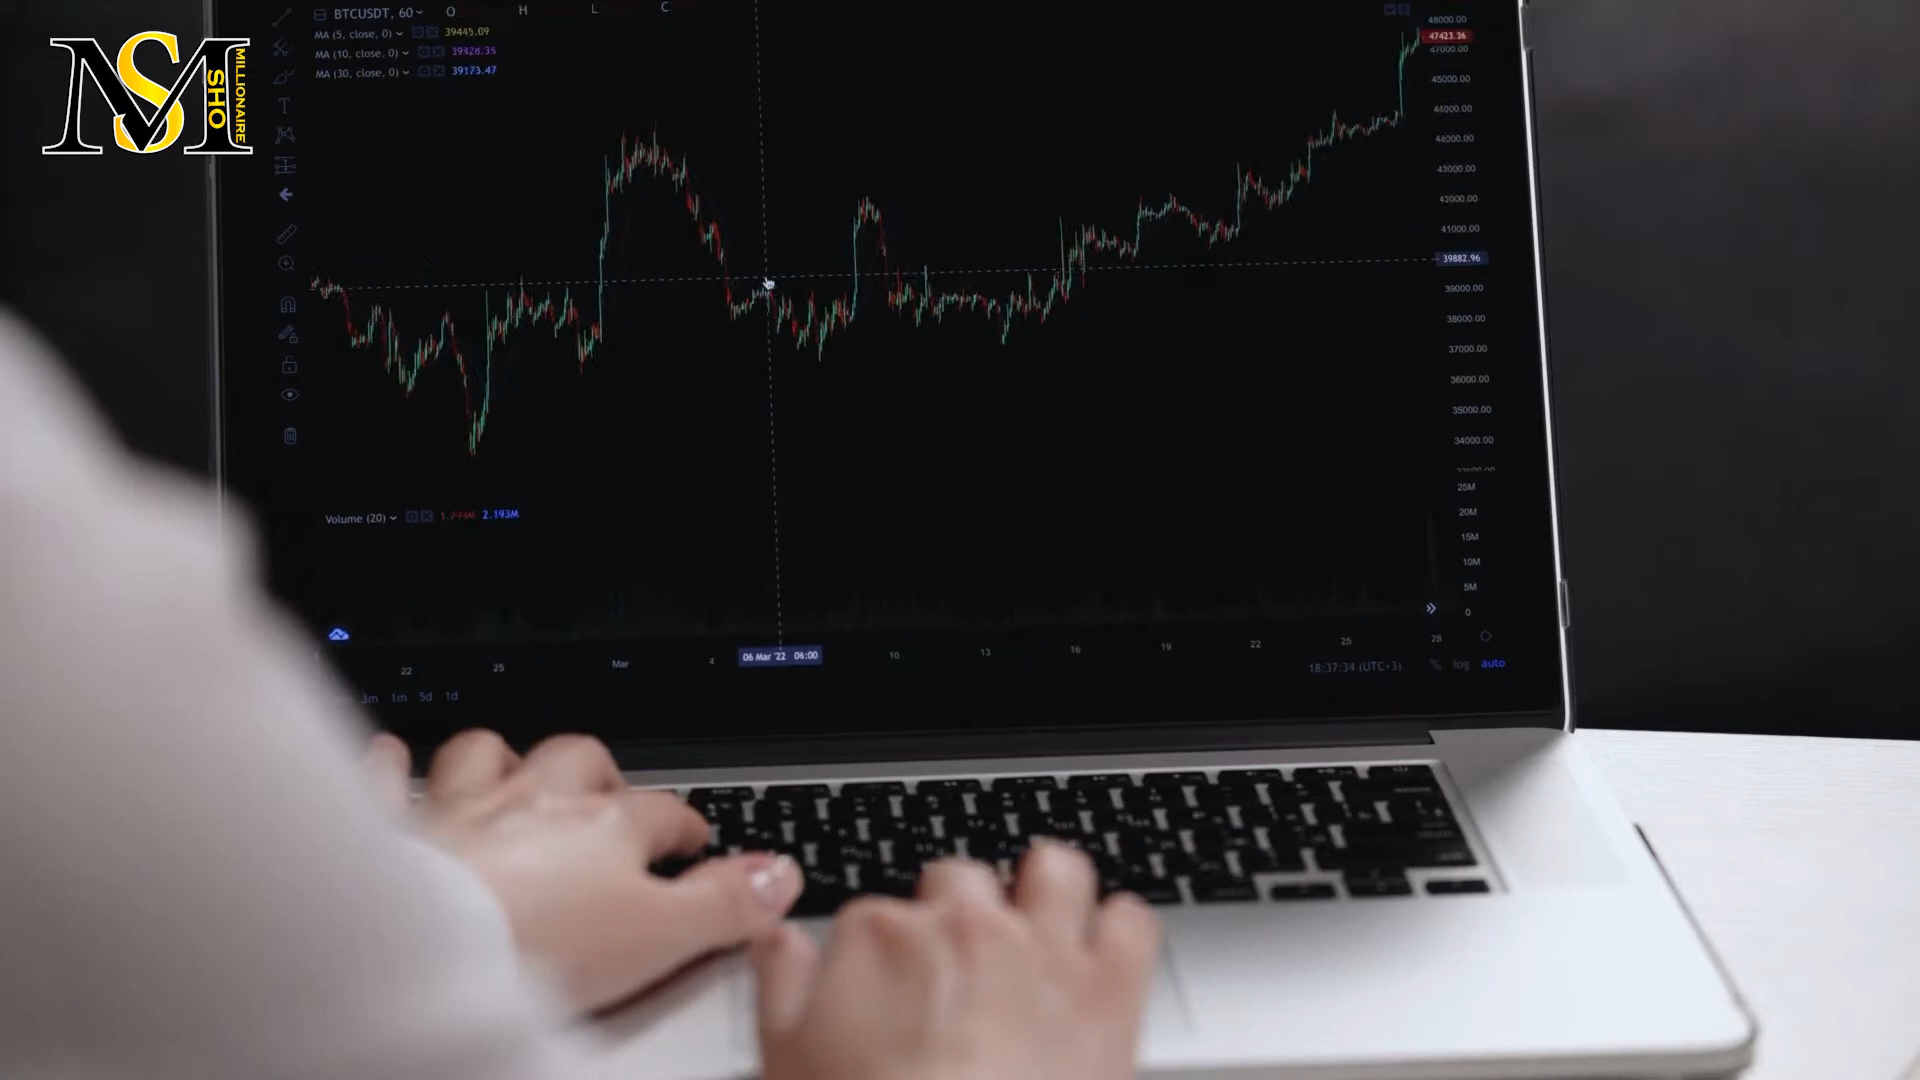 MS
SHO
MILLIONAIRE
BTCUSDT, 60 O H L C
MA (5, close, 0) 39445.09
MA (10, close, 0) 39428.35
MA (30, close, 0) 39173.47
48000.00
47423.36
47000.00
45000.00
44000.00
44000.00
43000.00
42000.00
41000.00
39882.96
39000.00
38000.00
37000.00
36000.00
35000.00
34000.00
Volume (20) 2.193M
25M
20M
15M
10M
5M
0
22 25 Mar 4 06 Mar '22 06:00 10 13 16 19 22 25 28
18:37:34 (UTC+3) % log auto
3m 1m 5d 1d